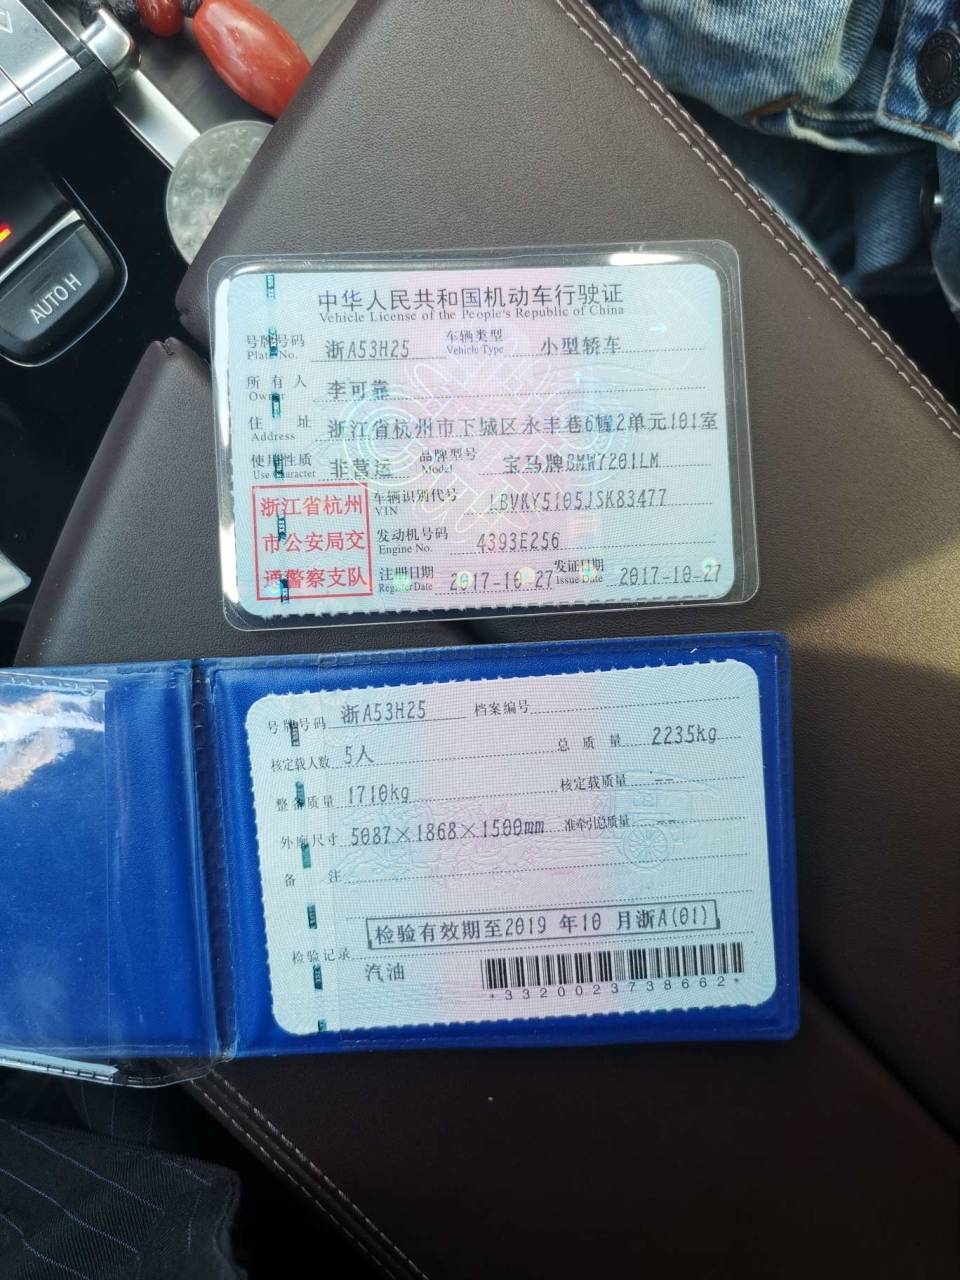 AUTO H
中华人民共和国机动车行驶证
Vehicle License of the People's Republic of China
号牌号码 浙A53H25 车辆类型 小型轿车
Plate No. Vehicle Type
所有人 李可靠
Owner
住址 浙江省杭州市下城区永丰巷6幢2单元101室
Address
使用性质 非营运 品牌型号 宝马牌BMW7201LM
Use Character Model
浙江省杭州
市公安局交
通警察支队
车辆识别代号 LBVKY5105JSK83477
VIN
发动机号码 4393E256
Engine No.
注册日期 2017-10-27 发证日期 2017-10-27
Register Date Issue Date
号牌号码 浙A53H25 档案编号
核定载人数 5人 总质量 2235kg
整备质量 1710kg 核定载质量 --
外廓尺寸 5087×1868×1500mm 准牵引总质量 --
备注
检验有效期至2019 年10 月浙A(01)
检验记录
汽油
*3320023738662*